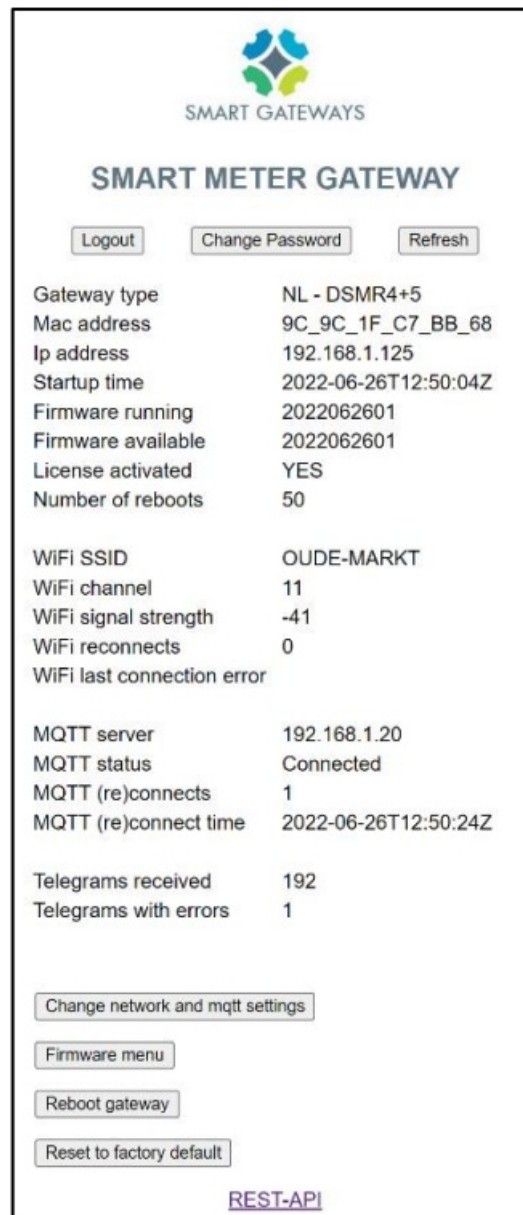 SMART GATEWAYS
SMART METER GATEWAY
Logout Change Password Refresh
Gateway type NL - DSMR4+5
Mac address 9C_9C_1F_C7_BB_68
Ip address 192.168.1.125
Startup time 2022-06-26T12:50:04Z
Firmware running 2022062601
Firmware available 2022062601
License activated YES
Number of reboots 50
WiFi SSID OUDE-MARKT
WiFi channel 11
WiFi signal strength -41
WiFi reconnects 0
WiFi last connection error
MQTT server 192.168.1.20
MQTT status Connected
MQTT (re)connects 1
MQTT (re)connect time 2022-06-26T12:50:24Z
Telegrams received 192
Telegrams with errors 1
Change network and mqtt settings
Firmware menu
Reboot gateway
Reset to factory default
REST-API